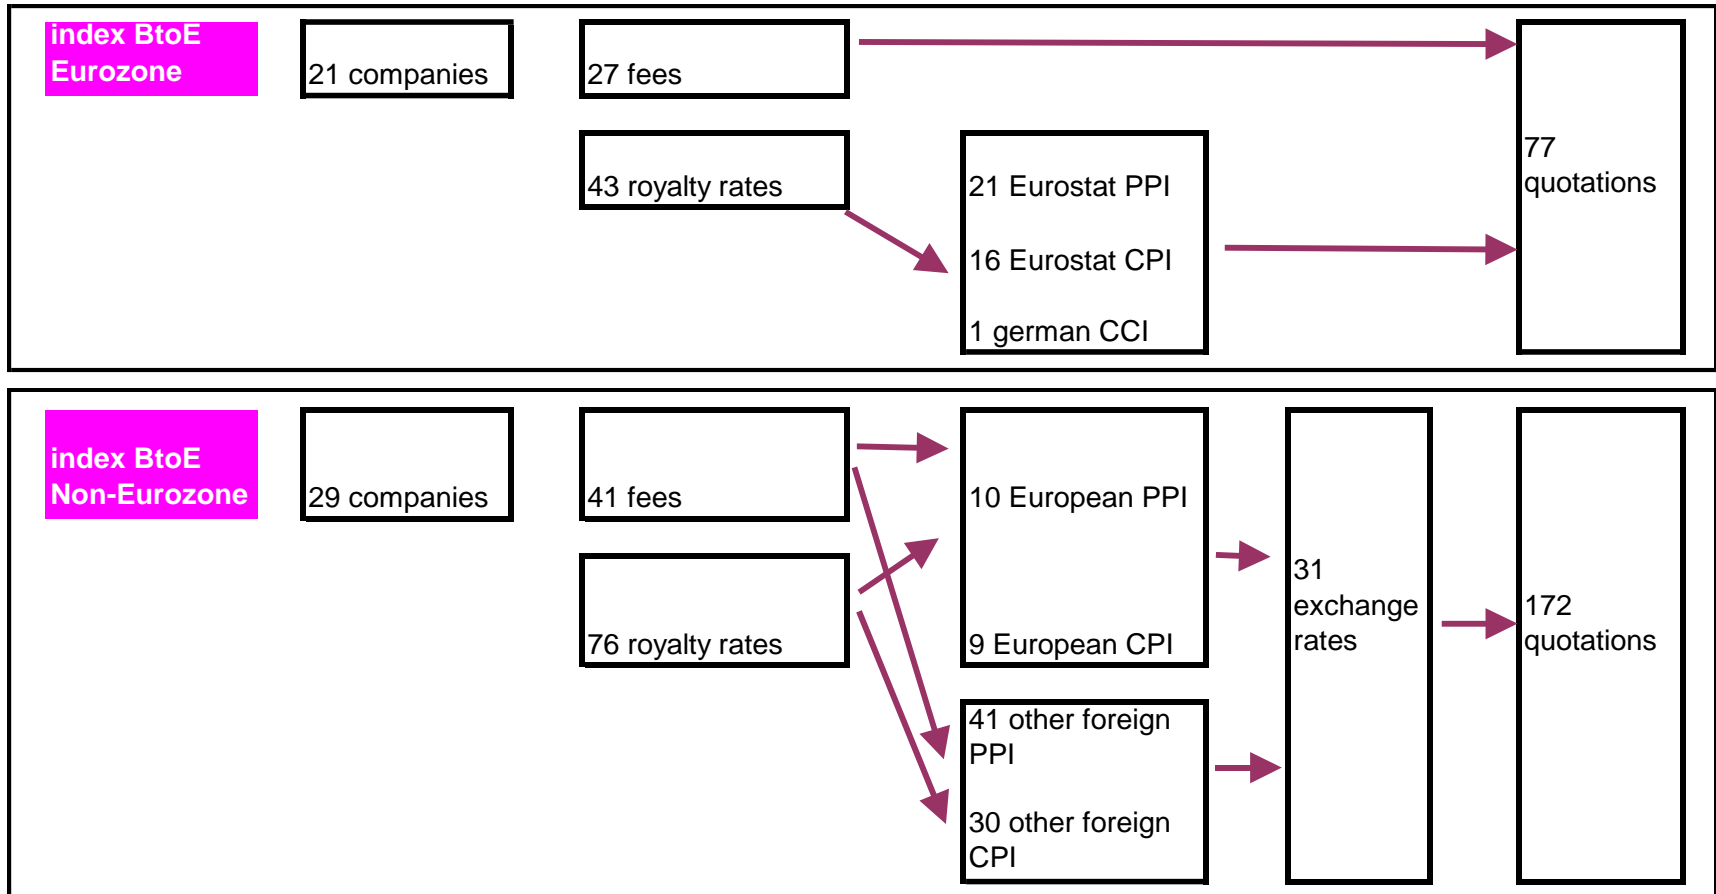 index BtoE
Eurozone
21 companies
27 fees
43 royalty rates
21 Eurostat PPI
16 Eurostat CPI
1 german CCI
77
quotations
index BtoE
Non-Eurozone
29 companies
41 fees
76 royalty rates
10 European PPI
9 European CPI
41 other foreign
PPI
30 other foreign
CPI
31
exchange
rates
172
quotations